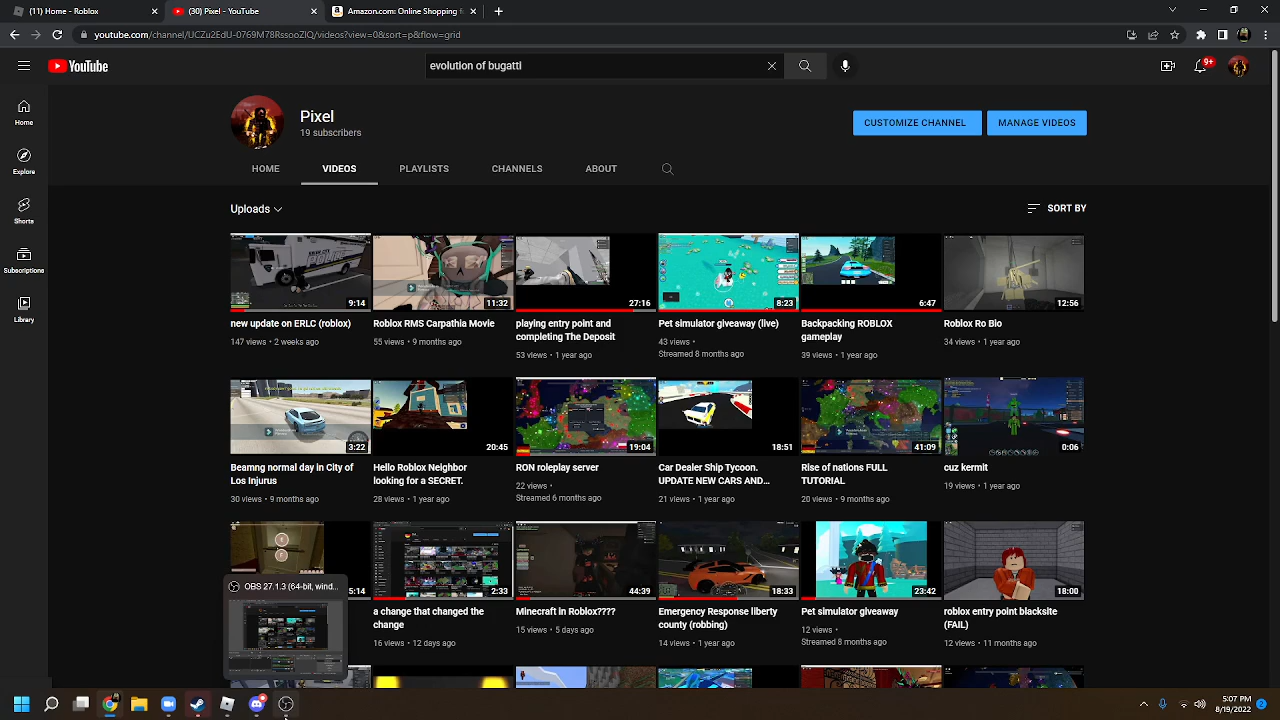 (11) Home - Roblox
(30) Pixel - YouTube
Amazon.com: Online Shopping f
youtube.com/channel/UCZu2EdU-0769M78RssooZIQ/videos?view=0&sort=p&flow=grid
YouTube
evolution of bugatti
9+
Home
Explore
Shorts
Subscriptions
Library
Pixel
19 subscribers
CUSTOMIZE CHANNEL
MANAGE VIDEOS
HOME
VIDEOS
PLAYLISTS
CHANNELS
ABOUT
Uploads
SORT BY
9:14
11:32
27:16
8:23
6:47
12:56
new update on ERLC (roblox)
147 views • 2 weeks ago
Roblox RMS Carpathia Movie
55 views • 9 months ago
playing entry point and
completing The Deposit
53 views • 1 year ago
Pet simulator giveaway (live)
43 views •
Streamed 8 months ago
Backpacking ROBLOX
gameplay
39 views • 1 year ago
Roblox Ro Bio
34 views • 1 year ago
3:22
20:45
19:04
18:51
41:09
0:06
Beamng normal day in City of
Los Injurus
30 views • 9 months ago
Hello Roblox Neighbor
looking for a SECRET.
28 views • 1 year ago
RON roleplay server
22 views •
Streamed 6 months ago
Car Dealer Ship Tycoon.
UPDATE NEW CARS AND...
21 views • 1 year ago
Rise of nations FULL
TUTORIAL
20 views • 9 months ago
cuz kermit
19 views • 1 year ago
5:14
2:33
44:39
18:33
23:42
18:00
OBS 27.1.3 (64-bit, wind...
a change that changed the
change
16 views • 12 days ago
Minecraft in Roblox????
15 views • 5 days ago
Emergency Response liberty
county (robbing)
14 views • 1 year ago
Pet simulator giveaway
12 views •
Streamed 8 months ago
roblox entry point blacksite
(FAIL)
12 views • 11 months ago
5:07 PM
8/19/2022
2